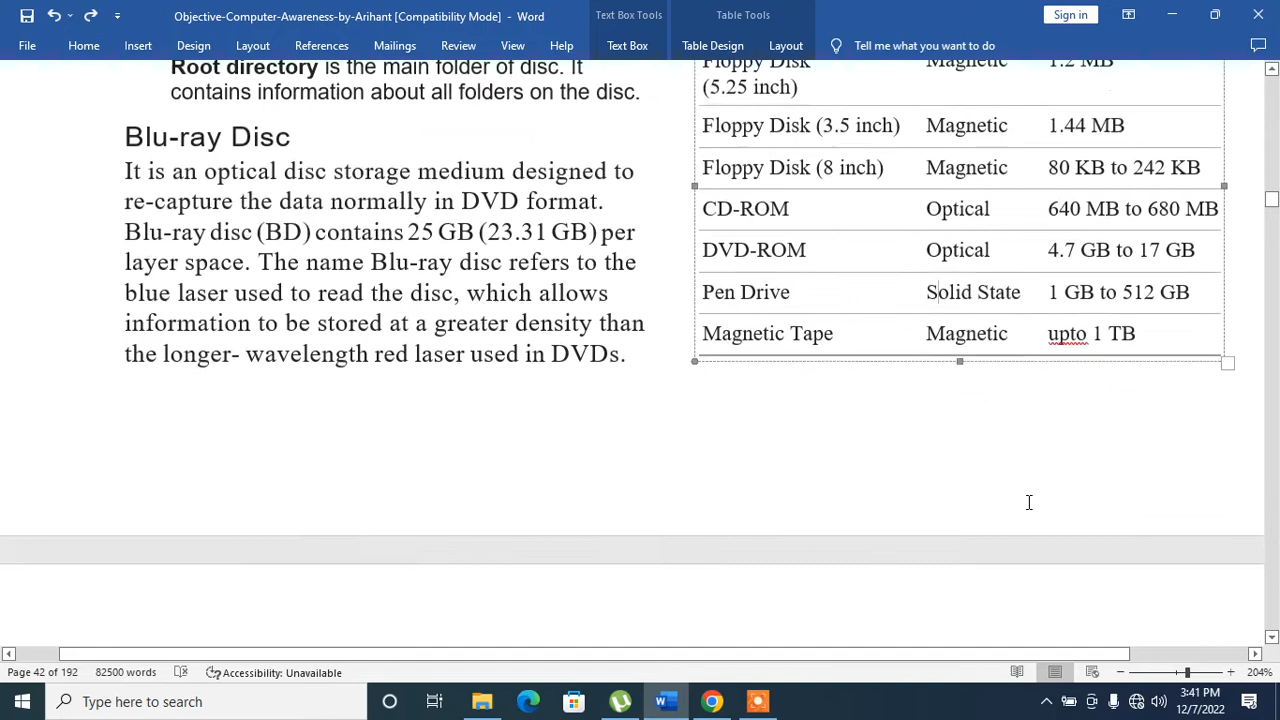 Objective-Computer-Awareness-by-Arihant [Compatibility Mode] - Word
Text Box Tools
Table Tools
Sign in
File Home Insert Design Layout References Mailings Review View Help Text Box Table Design Layout Tell me what you want to do
Root directory is the main folder of disc. It
contains information about all folders on the disc.
Blu-ray Disc
It is an optical disc storage medium designed to
re-capture the data normally in DVD format.
Blu-ray disc (BD) contains 25 GB (23.31 GB) per
layer space. The name Blu-ray disc refers to the
blue laser used to read the disc, which allows
information to be stored at a greater density than
the longer- wavelength red laser used in DVDs.
Floppy Disk Magnetic 1.2 MB
(5.25 inch)
Floppy Disk (3.5 inch) Magnetic 1.44 MB
Floppy Disk (8 inch) Magnetic 80 KB to 242 KB
CD-ROM Optical 640 MB to 680 MB
DVD-ROM Optical 4.7 GB to 17 GB
Pen Drive Solid State 1 GB to 512 GB
Magnetic Tape Magnetic upto 1 TB
Page 42 of 192 82500 words Accessibility: Unavailable 204%
Type here to search
3:41 PM
12/7/2022